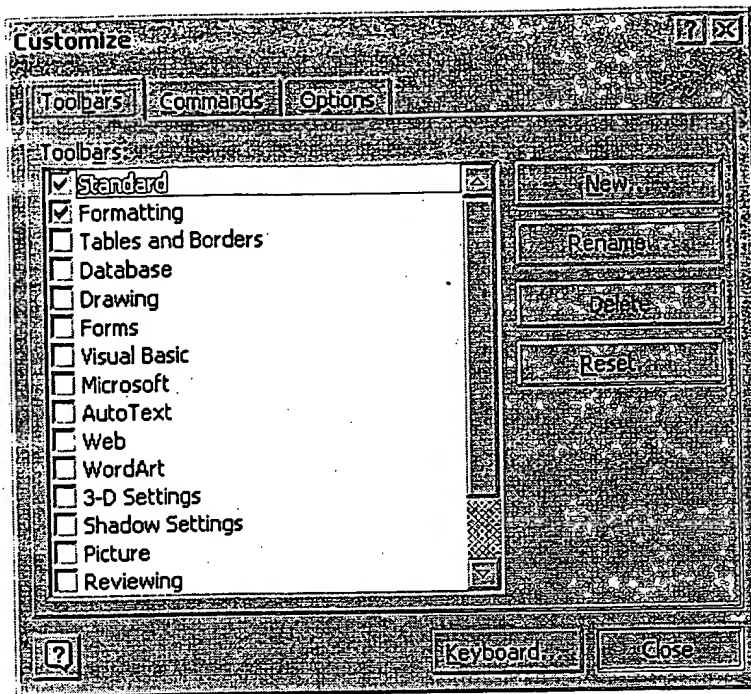 Customize
Toolbars Commands Options
Toolbars:
Standard
Formatting
Tables and Borders
Database
Drawing
Forms
Visual Basic
Microsoft
AutoText
Web
WordArt
3-D Settings
Shadow Settings
Picture
Reviewing
New...
Rename...
Delete
Reset...
Keyboard...
Close